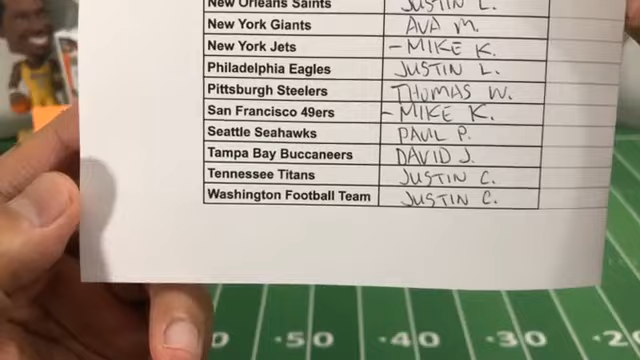 New Orleans Saints JUSTIN L.
New York Giants AVA M.
New York Jets - MIKE K.
Philadelphia Eagles JUSTIN L.
Pittsburgh Steelers THOMAS W.
San Francisco 49ers - MIKE K.
Seattle Seahawks PAUL P.
Tampa Bay Buccaneers DAVID J.
Tennessee Titans JUSTIN C.
Washington Football Team JUSTIN C.
0 -50- -40- -30- -20